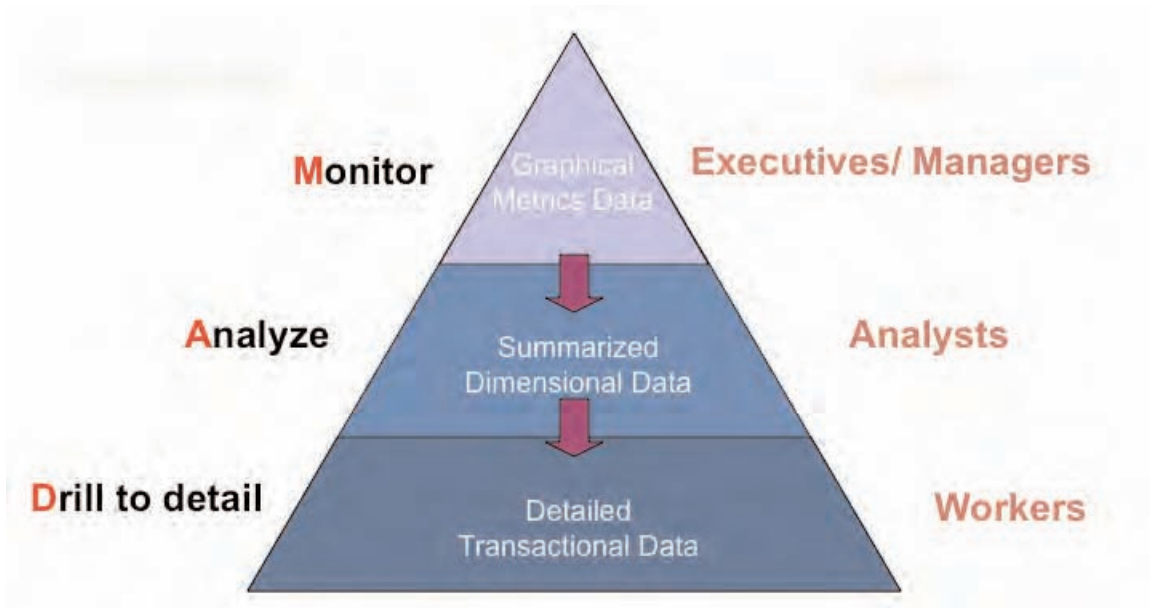 Monitor
Graphical
Metrics Data
Executives/ Managers
Analyze
Summarized
Dimensional Data
Analysts
Drill to detail
Detailed
Transactional Data
Workers